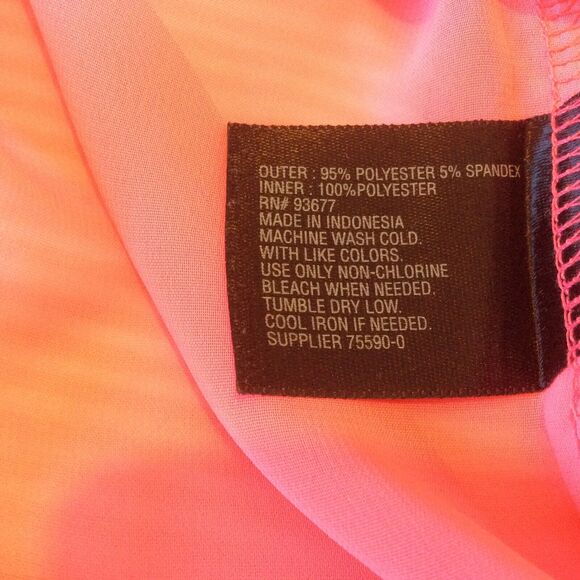 OUTER : 95% POLYESTER 5% SPANDEX
INNER : 100%POLYESTER
RN# 93677
MADE IN INDONESIA
MACHINE WASH COLD.
WITH LIKE COLORS.
USE ONLY NON-CHLORINE
BLEACH WHEN NEEDED.
TUMBLE DRY LOW.
COOL IRON IF NEEDED.
SUPPLIER 75590-0